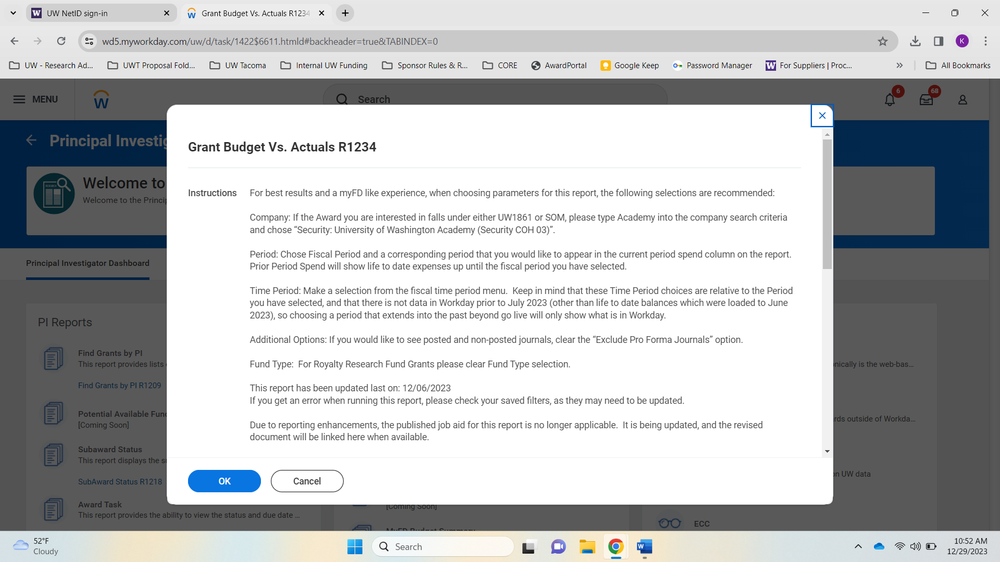 UW NetID sign-in
Grant Budget Vs. Actuals R1234
wd5.myworkday.com/uw/d/task/1422$6611.htmld#backheader=true&TABINDEX=0
K
UW - Research Ad...
UWT Proposal Fold...
UW Tacoma
Internal UW Funding
Sponsor Rules & R...
CORE
AwardPortal
Google Keep
Password Manager
For Suppliers | Proc...
All Bookmarks
MENU
Search
6
68
Principal Investig
Welcome to
Welcome to the Princip
Principal Investigator Dashboard
Grant Budget Vs. Actuals R1234
Instructions
For best results and a myFD like experience, when choosing parameters for this report, the following selections are recommended:
Company: If the Award you are interested in falls under either UW1861 or SOM, please type Academy into the company search criteria
and chose “Security: University of Washington Academy (Security COH 03)”.
Period: Chose Fiscal Period and a corresponding period that you would like to appear in the current period spend column on the report.
Prior Period Spend will show life to date expenses up until the fiscal period you have selected.
Time Period: Make a selection from the fiscal time period menu.  Keep in mind that these Time Period choices are relative to the Period
you have selected, and that there is not data in Workday prior to July 2023 (other than life to date balances which were loaded to June
2023), so choosing a period that extends into the past beyond go live will only show what is in Workday.
Additional Options: If you would like to see posted and non-posted journals, clear the “Exclude Pro Forma Journals” option.
Fund Type:  For Royalty Research Fund Grants please clear Fund Type selection.
This report has been updated last on: 12/06/2023
If you get an error when running this report, please check your saved filters, as they may need to be updated.
Due to reporting enhancements, the published job aid for this report is no longer applicable.  It is being updated, and the revised
document will be linked here when available.
OK
Cancel
PI Reports
Find Grants by PI
This report provides lists
Find Grants by PI R1209
Potential Available Fun
[Coming Soon]
Subaward Status
This report displays the s
SubAward Status R1218
Award Task
This report provides the ability to view the status and due date ...
[Coming Soon]
MyFD Budget Summary
onically is the web-bas...
rds outside of Workda...
on UW data
ECC
52°F
Cloudy
Search
10:52 AM
12/29/2023